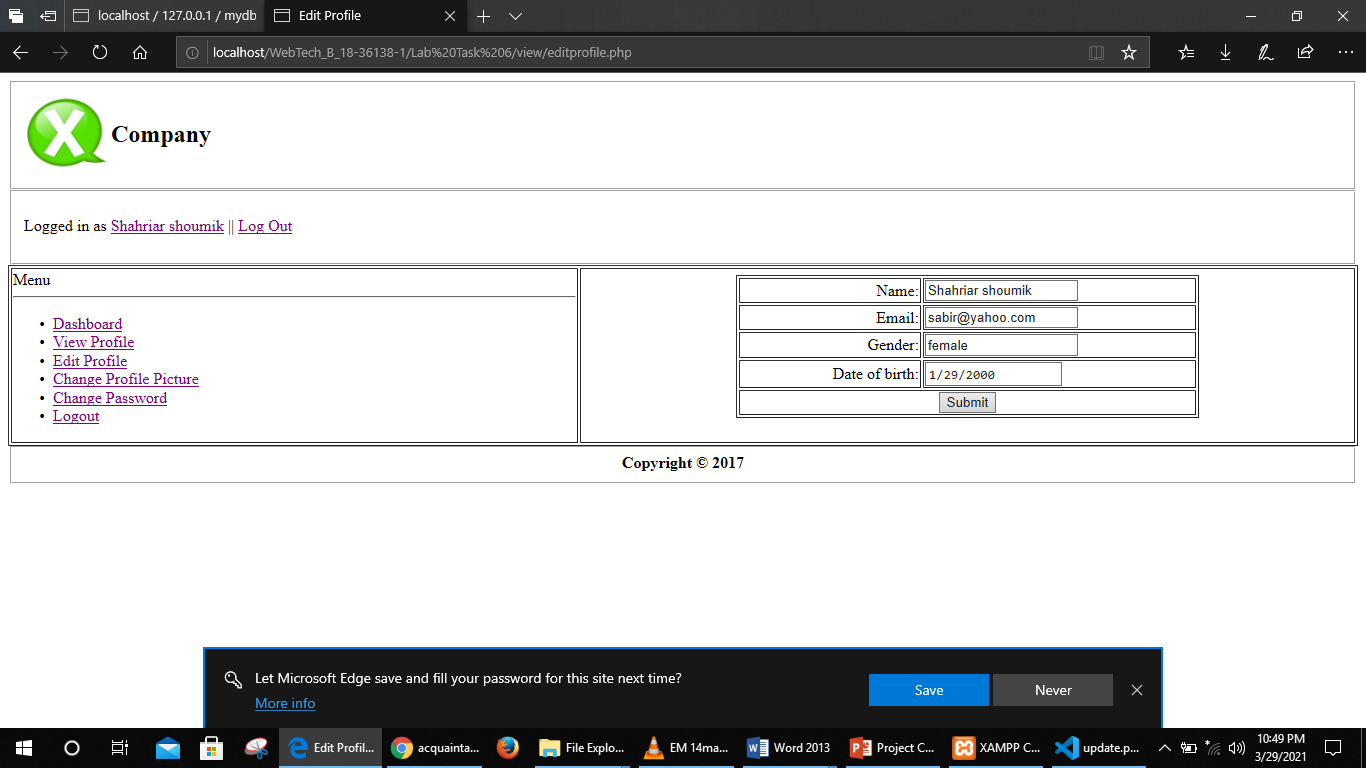 localhost / 127.0.0.1 / mydb
Edit Profile
localhost/WebTech_B_18-36138-1/Lab%20Task%206/view/editprofile.php
X Company
Logged in as Shahriar shoumik || Log Out
Menu
• Dashboard
• View Profile
• Edit Profile
• Change Profile Picture
• Change Password
• Logout
Name: Shahriar shoumik
Email: sabir@yahoo.com
Gender: female
Date of birth: 1/29/2000
Submit
Copyright © 2017
Let Microsoft Edge save and fill your password for this site next time?
More info
Save
Never
Edit Profil...
acquainta...
File Explo...
EM 14ma...
Word 2013
Project C...
XAMPP C...
update.p...
10:49 PM
3/29/2021